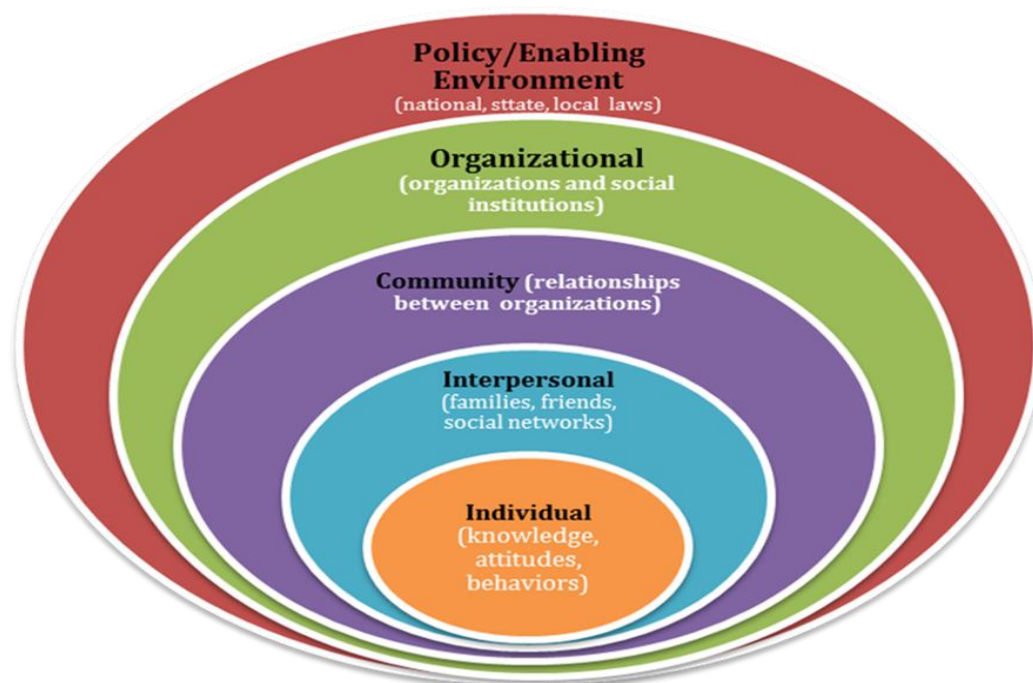 Policy/Enabling
Environment
(national, sttate, local laws)
Organizational
(organizations and social
institutions)
Community (relationships
between organizations)
Interpersonal
(families, friends,
social networks)
Individual
(knowledge,
attitudes,
behaviors)